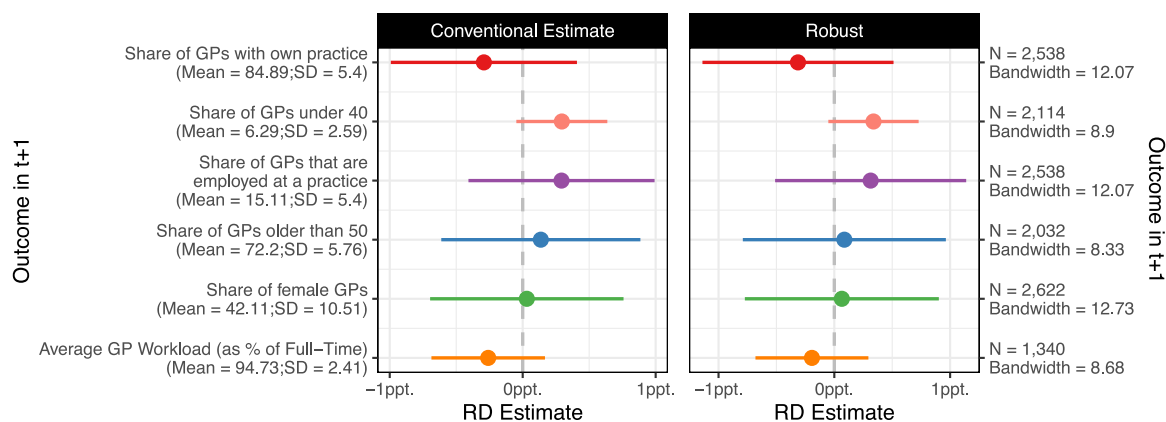 Conventional Estimate
Robust
Outcome in t+1
Share of GPs with own practice
(Mean = 84.89;SD = 5.4)
Share of GPs under 40
(Mean = 6.29;SD = 2.59)
Share of GPs that are
employed at a practice
(Mean = 15.11;SD = 5.4)
Share of GPs older than 50
(Mean = 72.2;SD = 5.76)
Share of female GPs
(Mean = 42.11;SD = 10.51)
Average GP Workload (as % of Full−Time)
(Mean = 94.73;SD = 2.41)
N = 2,538
Bandwidth = 12.07
N = 2,114
Bandwidth = 8.9
N = 2,538
Bandwidth = 12.07
N = 2,032
Bandwidth = 8.33
N = 2,622
Bandwidth = 12.73
N = 1,340
Bandwidth = 8.68
Outcome in t+1
−1ppt. 0ppt. 1ppt.
−1ppt. 0ppt. 1ppt.
RD Estimate
RD Estimate